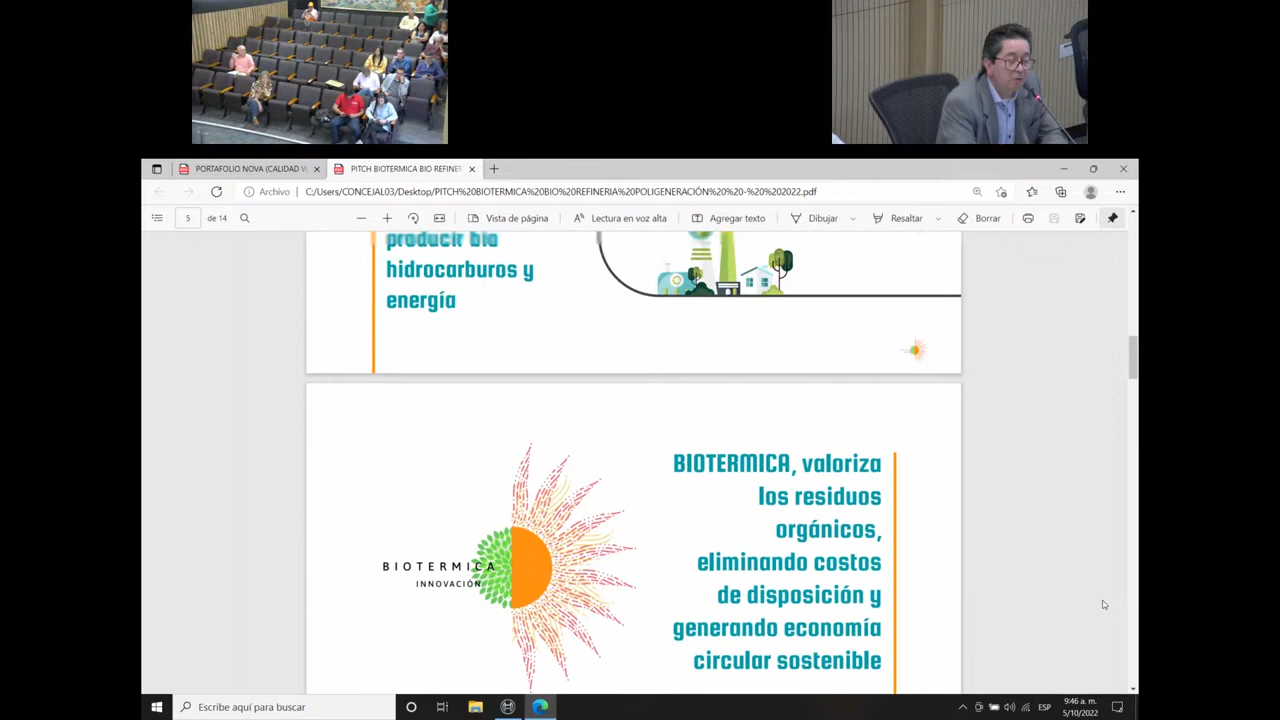 PORTAFOLIO NOVA (CALIDAD V
PITCH BIOTERMICA BIO REFINER
Archivo
C:/Users/CONCEJAL03/Desktop/PITCH%20BIOTERMICA%20BIO%20REFINERIA%20POLIGENERACIÓN%20%20-%20%202022.pdf
5 de 14
Vista de página
Lectura en voz alta
Agregar texto
Dibujar
Resaltar
Borrar
producir bio
hidrocarburos y
energía
BIOTERMICA
INNOVACIÓN
BIOTERMICA, valoriza
los residuos
orgánicos,
eliminando costos
de disposición y
generando economía
circular sostenible
Escribe aquí para buscar
ESP
9:46 a. m.
5/10/2022